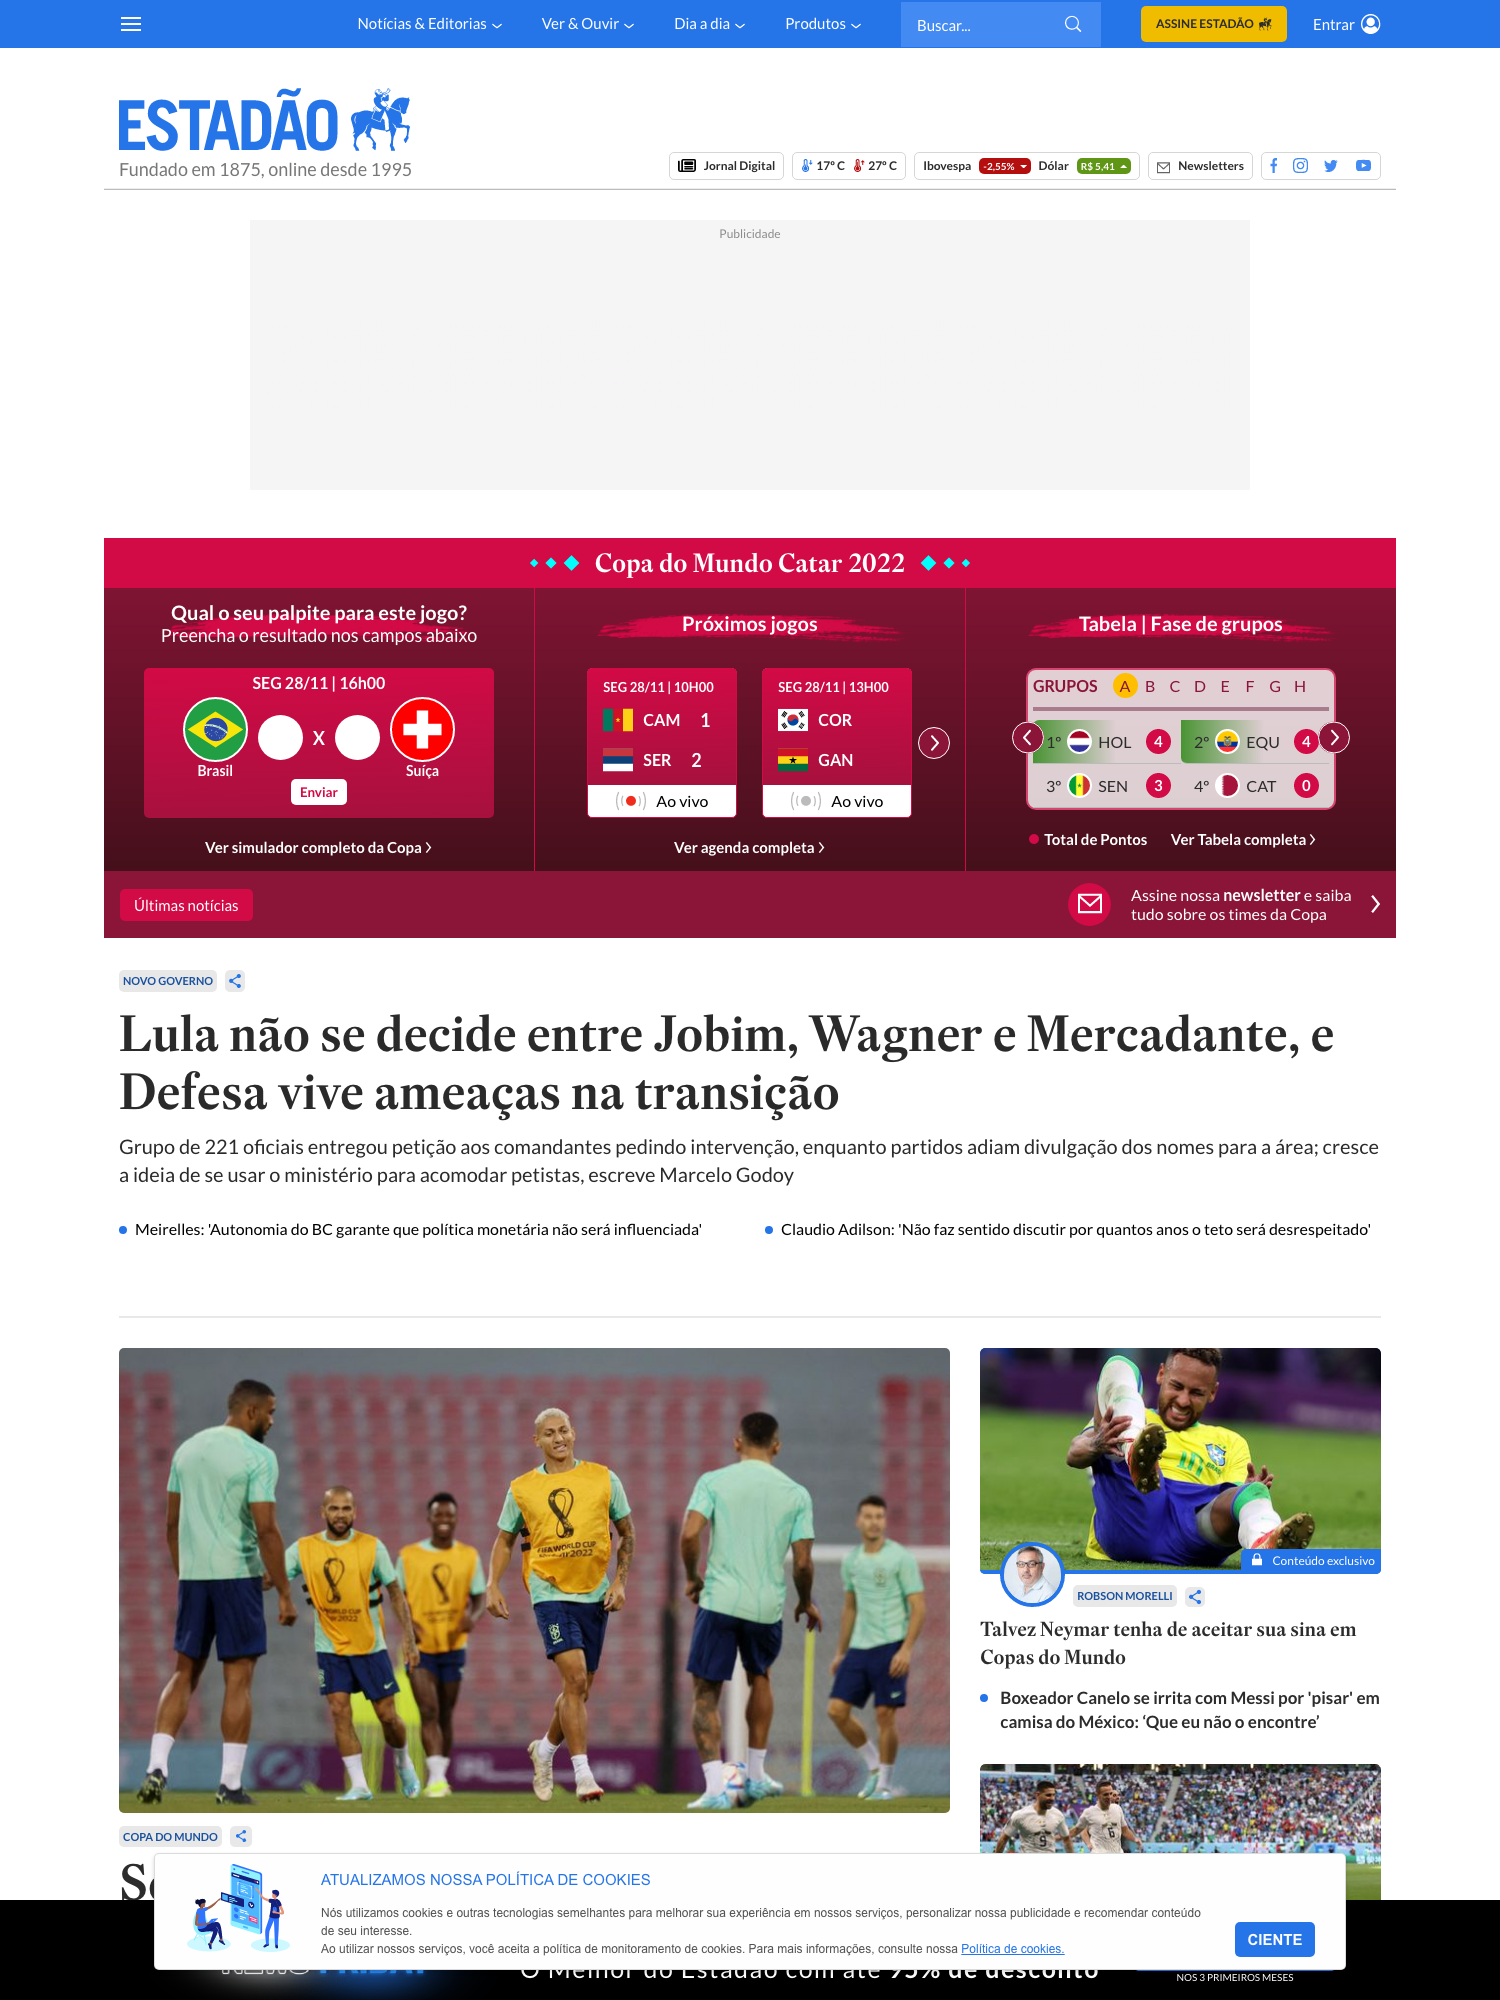 Notícias & Editorias
Ver & Ouvir
Dia a dia
Produtos
Buscar...
ASSINE ESTADÃO
Entrar
ESTADÃO
Fundado em 1875, online desde 1995
Jornal Digital
17° C 27° C
Ibovespa -2,55% Dólar R$ 5,41
Newsletters
Publicidade
Copa do Mundo Catar 2022
Qual o seu palpite para este jogo?
Preencha o resultado nos campos abaixo
SEG 28/11 | 16h00
X
Brasil
Suíça
Enviar
Ver simulador completo da Copa
Próximos jogos
SEG 28/11 | 10H00
CAM 1
SER 2
Ao vivo
SEG 28/11 | 13H00
COR
GAN
Ao vivo
Ver agenda completa
Tabela | Fase de grupos
GRUPOS A B C D E F G H
1° HOL 4
2° EQU 4
3° SEN 3
4° CAT 0
Total de Pontos
Ver Tabela completa
Últimas notícias
Assine nossa newsletter e saiba
tudo sobre os times da Copa
NOVO GOVERNO
Lula não se decide entre Jobim, Wagner e Mercadante, e
Defesa vive ameaças na transição
Grupo de 221 oficiais entregou petição aos comandantes pedindo intervenção, enquanto partidos adiam divulgação dos nomes para a área; cresce
a ideia de se usar o ministério para acomodar petistas, escreve Marcelo Godoy
Meirelles: 'Autonomia do BC garante que política monetária não será influenciada'
Claudio Adilson: 'Não faz sentido discutir por quantos anos o teto será desrespeitado'
FIFA WORLD CUP
Conteúdo exclusivo
ROBSON MORELLI
Talvez Neymar tenha de aceitar sua sina em
Copas do Mundo
Boxeador Canelo se irrita com Messi por 'pisar' em
camisa do México: ‘Que eu não o encontre’
COPA DO MUNDO
ATUALIZAMOS NOSSA POLÍTICA DE COOKIES
Nós utilizamos cookies e outras tecnologias semelhantes para melhorar sua experiência em nossos serviços, personalizar nossa publicidade e recomendar conteúdo
de seu interesse.
Ao utilizar nossos serviços, você aceita a política de monitoramento de cookies. Para mais informações, consulte nossa Política de cookies.
CIENTE
O Melhor do Estadão com até 95% de desconto
NOS 3 PRIMEIROS MESES